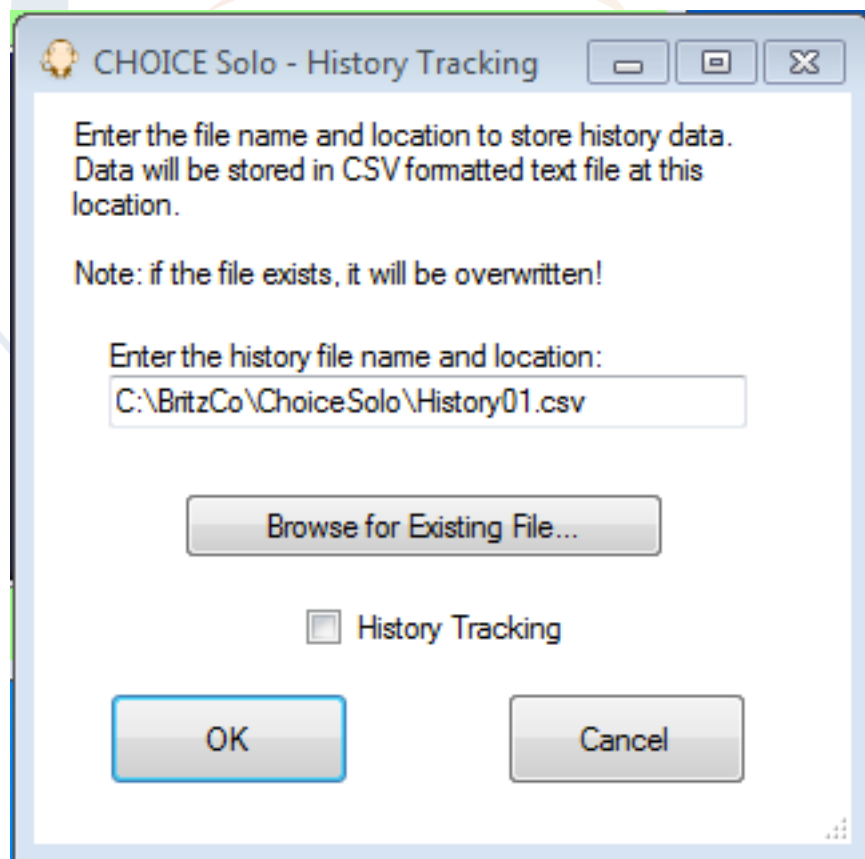 CHOICE Solo - History Tracking
Enter the file name and location to store history data.
Data will be stored in CSV formatted text file at this
location.
Note: if the file exists, it will be overwritten!
Enter the history file name and location:
C:\BritzCo\ChoiceSolo\History01.csv
Browse for Existing File...
History Tracking
OK
Cancel